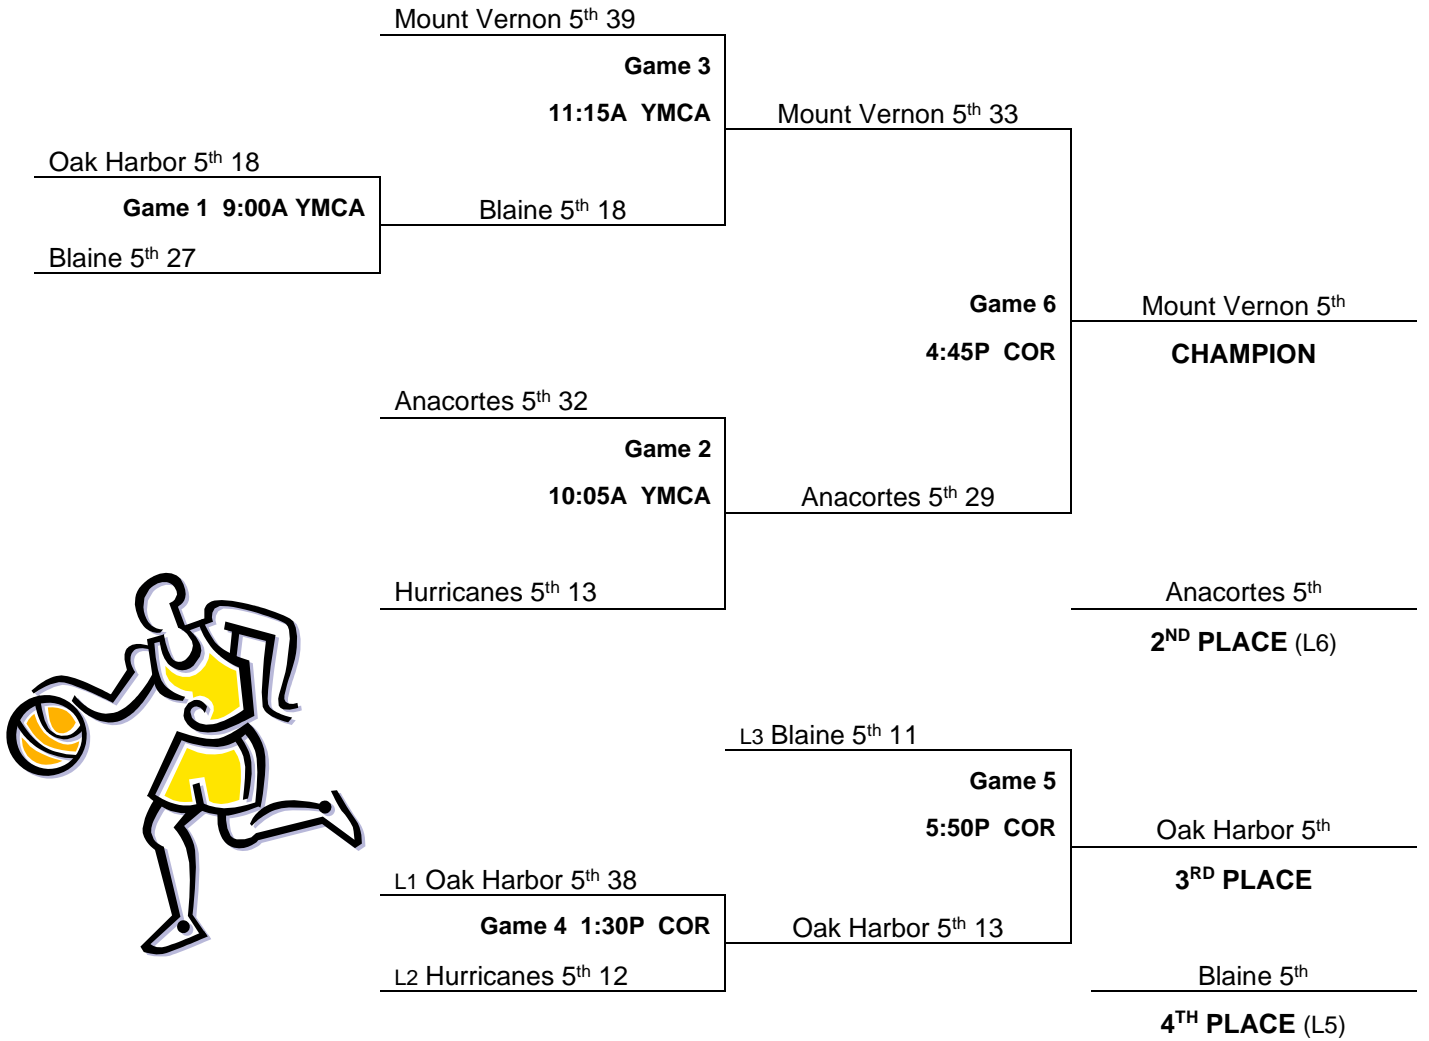 Mount Vernon 5th 39
Game 3
11:15A YMCA
Mount Vernon 5th 33
Oak Harbor 5th 18
Game 1 9:00A YMCA
Blaine 5th 18
Blaine 5th 27
Game 6
Mount Vernon 5th
4:45P COR
CHAMPION
Anacortes 5th 32
Game 2
10:05A YMCA
Anacortes 5th 29
Hurricanes 5th 13
Anacortes 5th
2ND PLACE (L6)
L3 Blaine 5th 11
Game 5
5:50P COR
Oak Harbor 5th
3RD PLACE
L1 Oak Harbor 5th 38
Game 4 1:30P COR
Oak Harbor 5th 13
L2 Hurricanes 5th 12
Blaine 5th
4TH PLACE (L5)